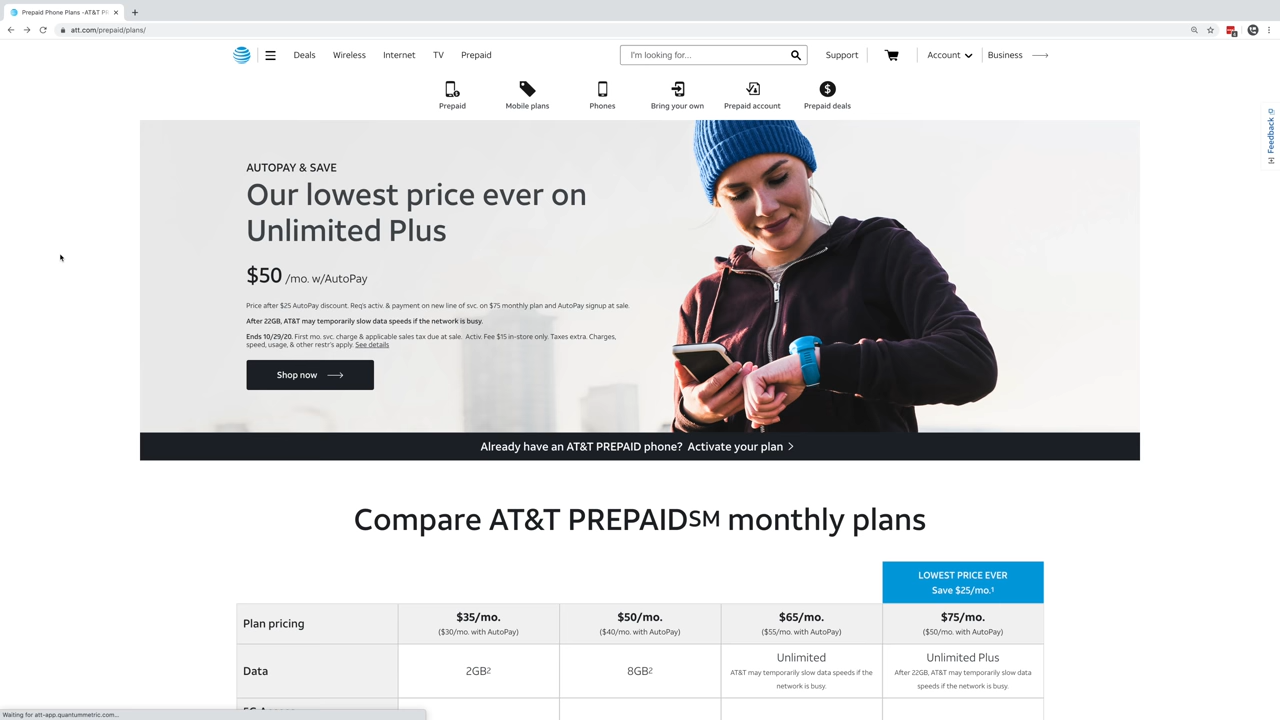 Prepaid Phone Plans -AT&T P
att.com/prepaid/plans/
Deals Wireless Internet TV Prepaid I'm looking for... Support Account Business
Prepaid Mobile plans Phones Bring your own Prepaid account Prepaid deals
Feedback
AUTOPAY & SAVE
Our lowest price ever on
Unlimited Plus
$50 /mo. w/AutoPay
Price after $25 AutoPay discount. Req's activ. & payment on new line of svc. on $75 monthly plan and AutoPay signup at sale.
After 22GB, AT&T may temporarily slow data speeds if the network is busy.
Ends 10/29/20. First mo. svc. charge & applicable sales tax due at sale. Activ. Fee $15 in-store only. Taxes extra. Charges,
speed, usage, & other restr's apply. See details
Shop now
Already have an AT&T PREPAID phone? Activate your plan >
Compare AT&T PREPAIDSM monthly plans
LOWEST PRICE EVER
Save $25/mo.¹
Plan pricing
$35/mo.
($30/mo. with AutoPay)
$50/mo.
($40/mo. with AutoPay)
$65/mo.
($55/mo. with AutoPay)
$75/mo.
($50/mo. with AutoPay)
Data
2GB²
8GB²
Unlimited
AT&T may temporarily slow data speeds if the
network is busy.
Unlimited Plus
After 22GB, AT&T may temporarily slow data
speeds if the network is busy.
Waiting for att-app.quantummetric.com...